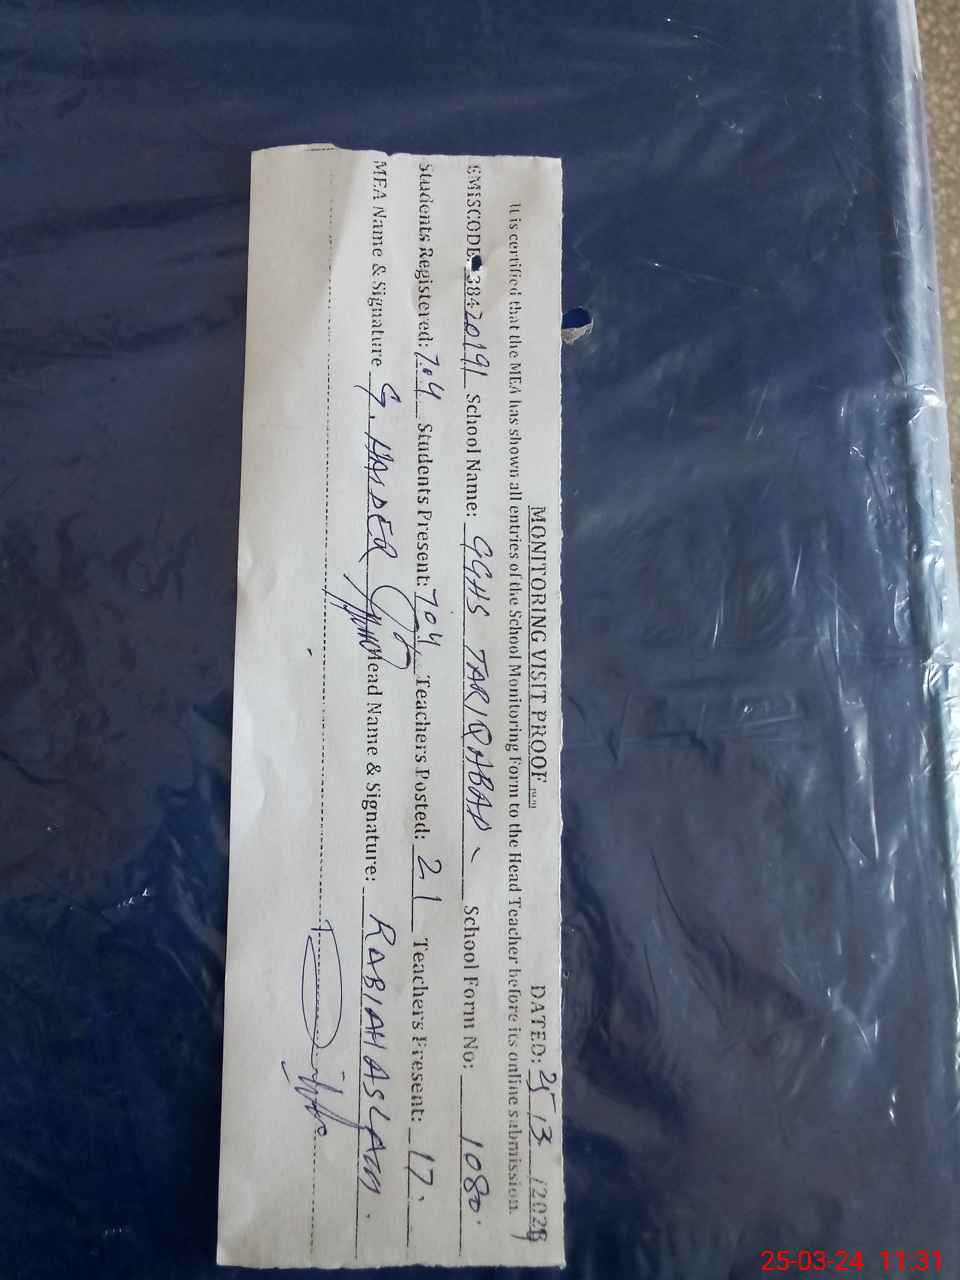 MONITORING VISIT PROOF DATED: 25/3/2024
It is certified that the MEA has shown all entries of the School Monitoring Form to the Head Teacher before its online submission.
EMISCODE: 38420191 School Name: GGHS TARIQABAD School Form No: 1080
Students Registered: 704 Students Present: 704 Teachers Posted: 21 Teachers Present: 17
MEA Name & Signature G. HAIDER Head Name & Signature: RABIAH ASLAM
25-03-24 11:31